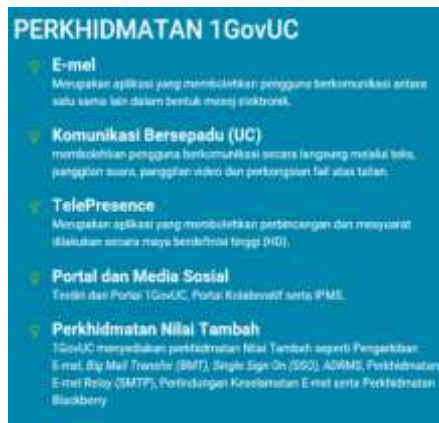 PERKHIDMATAN 1GovUC
E-mel
Merupakan aplikasi yang membolehkan pengguna berkomunikasi antara
satu sama lain dalam bentuk mesej elektronik.
Komunikasi Bersepadu (UC)
membolehkan pengguna berkomunikasi secara langsung melalui teks,
panggilan suara, panggilan video dan perkongsian fail atas talian.
TelePresence
Merupakan aplikasi yang membolehkan perbincangan dan mesyuarat
dilakukan secara maya berdefinisi tinggi (HD).
Portal dan Media Sosial
Terdiri dari Portal 1GovUC, Portal Kolaboratif serta IPMS.
Perkhidmatan Nilai Tambah
1GovUC menyediakan perkhidmatan Nilai Tambah seperti Pengarkiban
E-mel, Big Mail Transfer (BMT), Single Sign On (SSO), ADRMS, Perkhidmatan
E-mel Relay (SMTP), Perlindungan Keselamatan E-mel serta Perkhidmatan
Blackberry